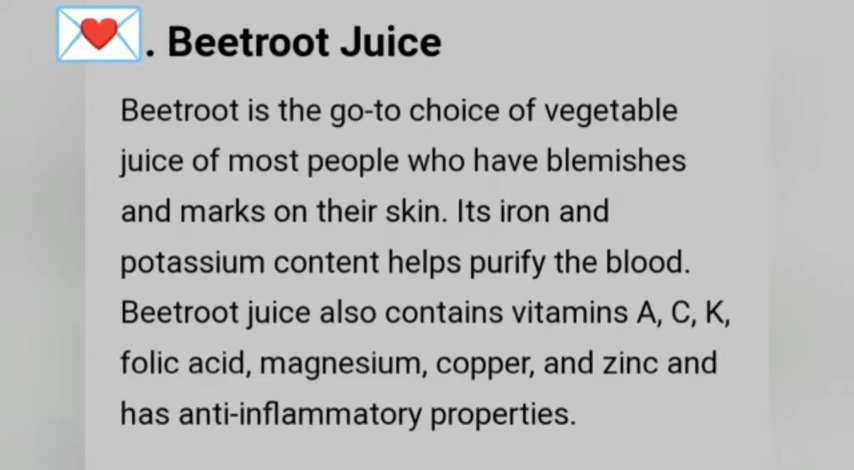 . Beetroot Juice
Beetroot is the go-to choice of vegetable
juice of most people who have blemishes
and marks on their skin. Its iron and
potassium content helps purify the blood.
Beetroot juice also contains vitamins A, C, K,
folic acid, magnesium, copper, and zinc and
has anti-inflammatory properties.